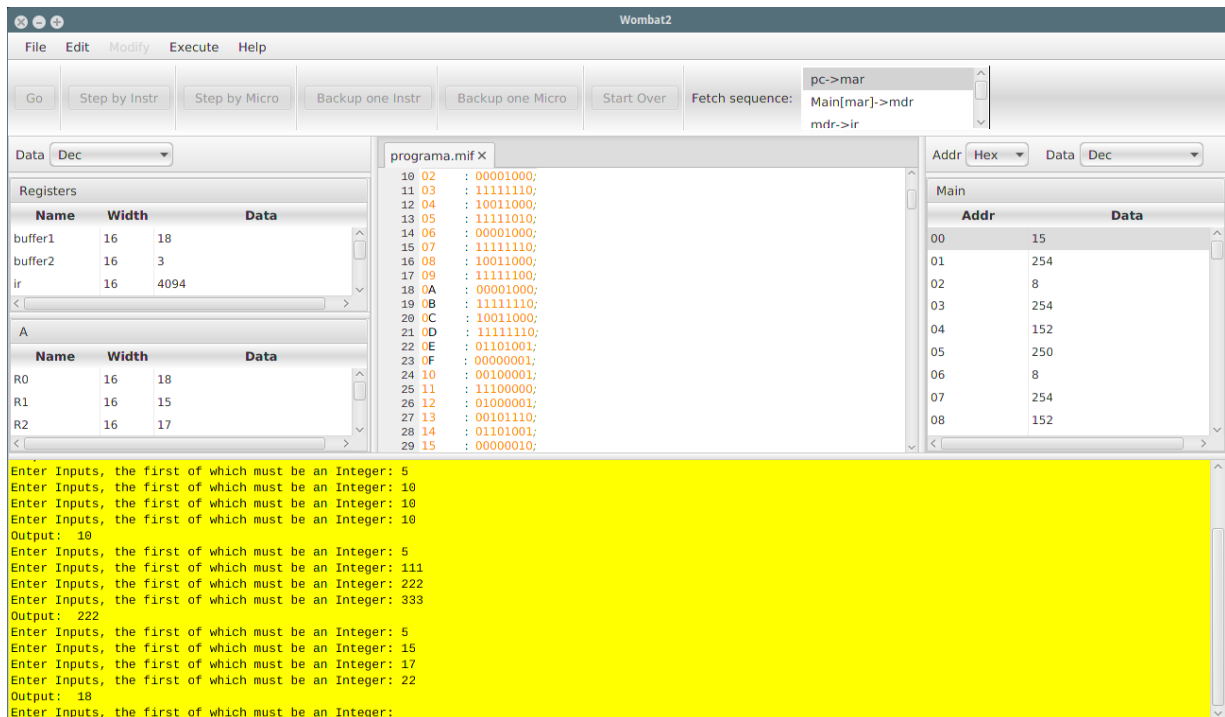 Wombat2
File Edit Modify Execute Help
Go Step by Instr Step by Micro Backup one Instr Backup one Micro Start Over Fetch sequence:
pc->mar
Main[mar]->mdr
mdr->ir
Data Dec
Registers
Name Width Data
buffer1 16 18
buffer2 16 3
ir 16 4094
A
Name Width Data
R0 16 18
R1 16 15
R2 16 17
programa.mif
10 02 : 00001000;
11 03 : 11111110;
12 04 : 10011000;
13 05 : 11111010;
14 06 : 00001000;
15 07 : 11111110;
16 08 : 10011000;
17 09 : 11111100;
18 0A : 00001000;
19 0B : 11111110;
20 0C : 10011000;
21 0D : 11111110;
22 0E : 01101001;
23 0F : 00000001;
24 10 : 00100001;
25 11 : 11100000;
26 12 : 01000001;
27 13 : 00101110;
28 14 : 01101001;
29 15 : 00000010;
Addr Hex Data Dec
Main
Addr Data
00 15
01 254
02 8
03 254
04 152
05 250
06 8
07 254
08 152
Enter Inputs, the first of which must be an Integer: 5
Enter Inputs, the first of which must be an Integer: 10
Enter Inputs, the first of which must be an Integer: 10
Enter Inputs, the first of which must be an Integer: 10
Output: 10
Enter Inputs, the first of which must be an Integer: 5
Enter Inputs, the first of which must be an Integer: 111
Enter Inputs, the first of which must be an Integer: 222
Enter Inputs, the first of which must be an Integer: 333
Output: 222
Enter Inputs, the first of which must be an Integer: 5
Enter Inputs, the first of which must be an Integer: 15
Enter Inputs, the first of which must be an Integer: 17
Enter Inputs, the first of which must be an Integer: 22
Output: 18
Enter Inputs, the first of which must be an Integer: